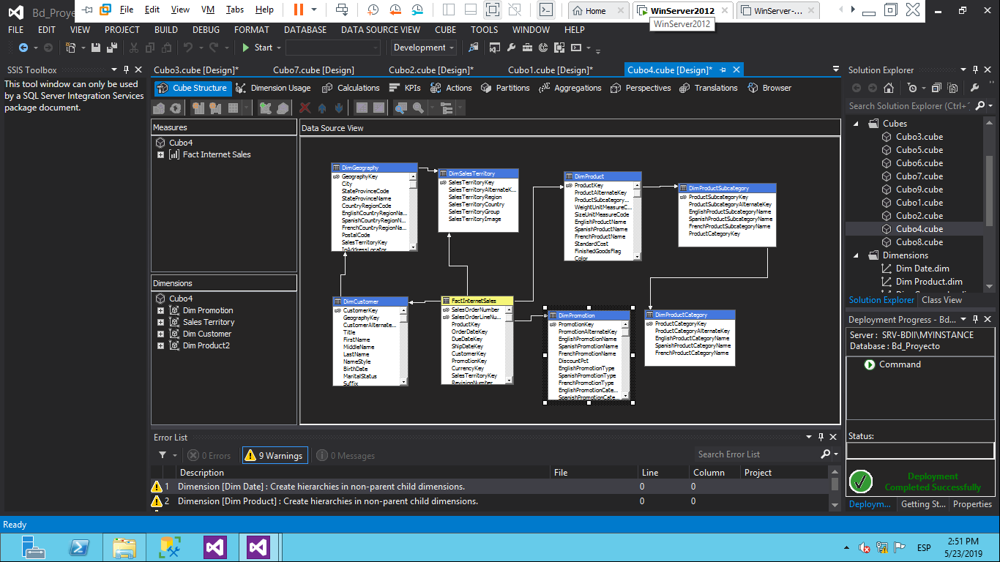 Bd_Proye
File Edit View VM Tabs Help
Home
WinServer2012
WinServer-...
WinServer2012
FILE EDIT VIEW PROJECT BUILD DEBUG FORMAT DATABASE DATA SOURCE VIEW CUBE TOOLS WINDOW HELP
Start
Development
SSIS Toolbox
This tool window can only be used
by a SQL Server Integration Services
package document.
Cubo3.cube [Design]*
Cubo7.cube [Design]
Cubo2.cube [Design]*
Cubo1.cube [Design]*
Cubo4.cube [Design]*
Cube Structure
Dimension Usage
Calculations
KPIs
Actions
Partitions
Aggregations
Perspectives
Translations
Browser
Measures
Cubo4
Fact Internet Sales
Dimensions
Cubo4
Dim Promotion
Sales Territory
Dim Customer
Dim Product2
Data Source View
DimGeography
GeographyKey
City
StateProvinceCode
StateProvinceName
CountryRegionCode
EnglishCountryRegionNa...
SpanishCountryRegionN...
FrenchCountryRegionNa...
PostalCode
SalesTerritoryKey
IpAddressLocator
DimSalesTerritory
SalesTerritoryKey
SalesTerritoryAlternateK...
SalesTerritoryRegion
SalesTerritoryCountry
SalesTerritoryGroup
SalesTerritoryImage
DimProduct
ProductKey
ProductAlternateKey
ProductSubcategory...
WeightUnitMeasureC...
SizeUnitMeasureCode
EnglishProductName
SpanishProductName
FrenchProductName
StandardCost
FinishedGoodsFlag
Color
DimProductSubcategory
ProductSubcategoryKey
ProductSubcategoryAlternateKey
EnglishProductSubcategoryName
SpanishProductSubcategoryName
FrenchProductSubcategoryName
ProductCategoryKey
DimCustomer
CustomerKey
GeographyKey
CustomerAlternate...
Title
FirstName
MiddleName
LastName
NameStyle
BirthDate
MaritalStatus
Suffix
FactInternetSales
SalesOrderNumber
SalesOrderLineNu...
ProductKey
OrderDateKey
DueDateKey
ShipDateKey
CustomerKey
PromotionKey
CurrencyKey
SalesTerritoryKey
RevisionNumber
DimPromotion
PromotionKey
PromotionAlternateKey
EnglishPromotionName
SpanishPromotionName
FrenchPromotionName
DiscountPct
EnglishPromotionType
SpanishPromotionType
FrenchPromotionType
EnglishPromotionCate...
SpanishPromotionCate...
DimProductCategory
ProductCategoryKey
ProductCategoryAlternateKey
EnglishProductCategoryName
SpanishProductCategoryName
FrenchProductCategoryName
Solution Explorer
Search Solution Explorer (Ctrl+
Cubes
Cubo3.cube
Cubo5.cube
Cubo6.cube
Cubo7.cube
Cubo9.cube
Cubo1.cube
Cubo2.cube
Cubo4.cube
Cubo8.cube
Dimensions
Dim Date.dim
Dim Product.dim
Solution Explorer Class View
Deployment Progress - Bd...
Server : SRV-BDII\MYINSTANCE
Database : Bd_Proyecto
Command
Status:
Deployment
Completed Successfully
Deploym... Getting St... Properties
Error List
0 Errors
9 Warnings
0 Messages
Search Error List
Description File Line Column Project
1 Dimension [Dim Date] : Create hierarchies in non-parent child dimensions. 0 0
2 Dimension [Dim Product] : Create hierarchies in non-parent child dimensions. 0 0
Ready
ESP
2:51 PM
5/23/2019